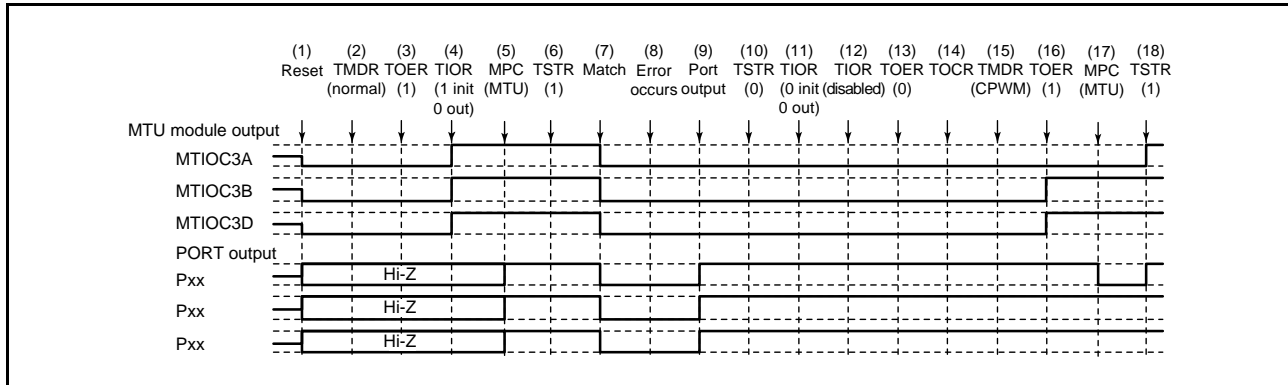 (1) (2) (3) (4) (5) (6) (7) (8) (9) (10) (11) (12) (13) (14) (15) (16) (17) (18)
Reset TMDR TOER TIOR MPC TSTR Match Error Port TSTR TIOR TIOR TOER TOCR TMDR TOER MPC TSTR
(normal) (1) (1 init (MTU) (1) occurs output (0) (0 init (disabled) (0) (CPWM) (1) (MTU) (1)
0 out) 0 out)
MTU module output
MTIOC3A
MTIOC3B
MTIOC3D
PORT output
Pxx Hi-Z
Pxx Hi-Z
Pxx Hi-Z